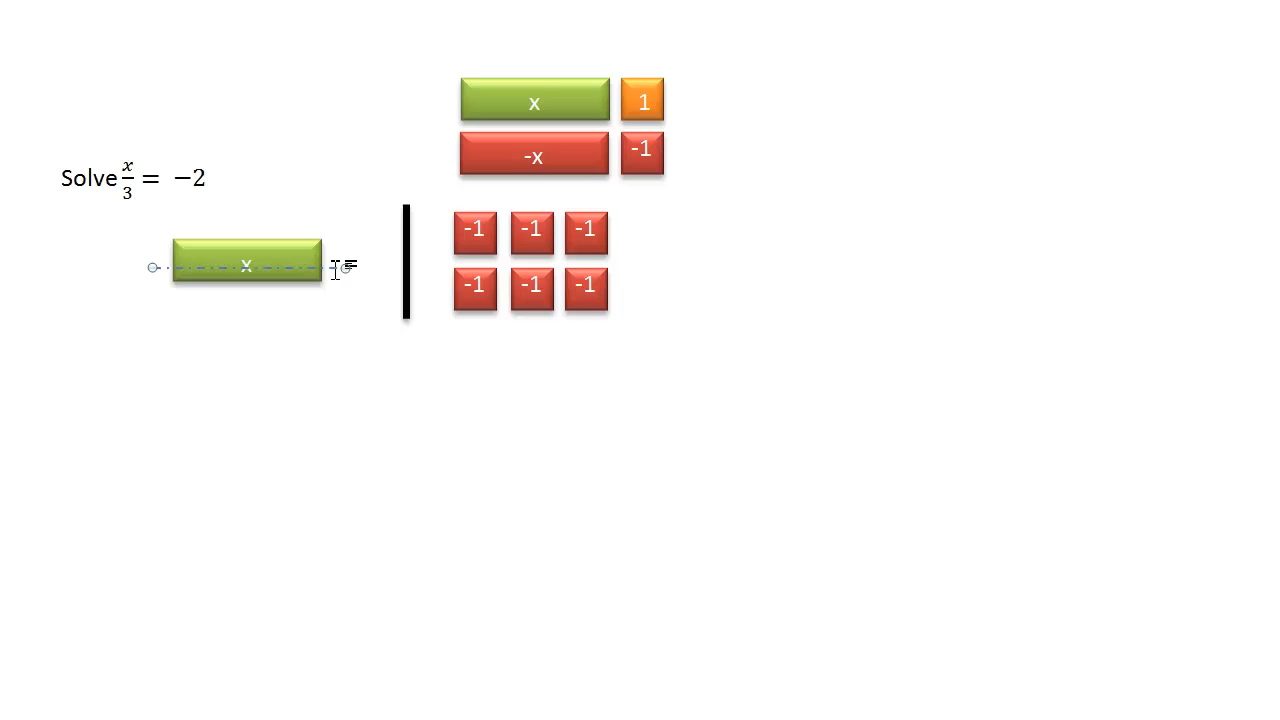 x 1
-x -1
Solve x/3 = −2
-1 -1 -1
x
-1 -1 -1